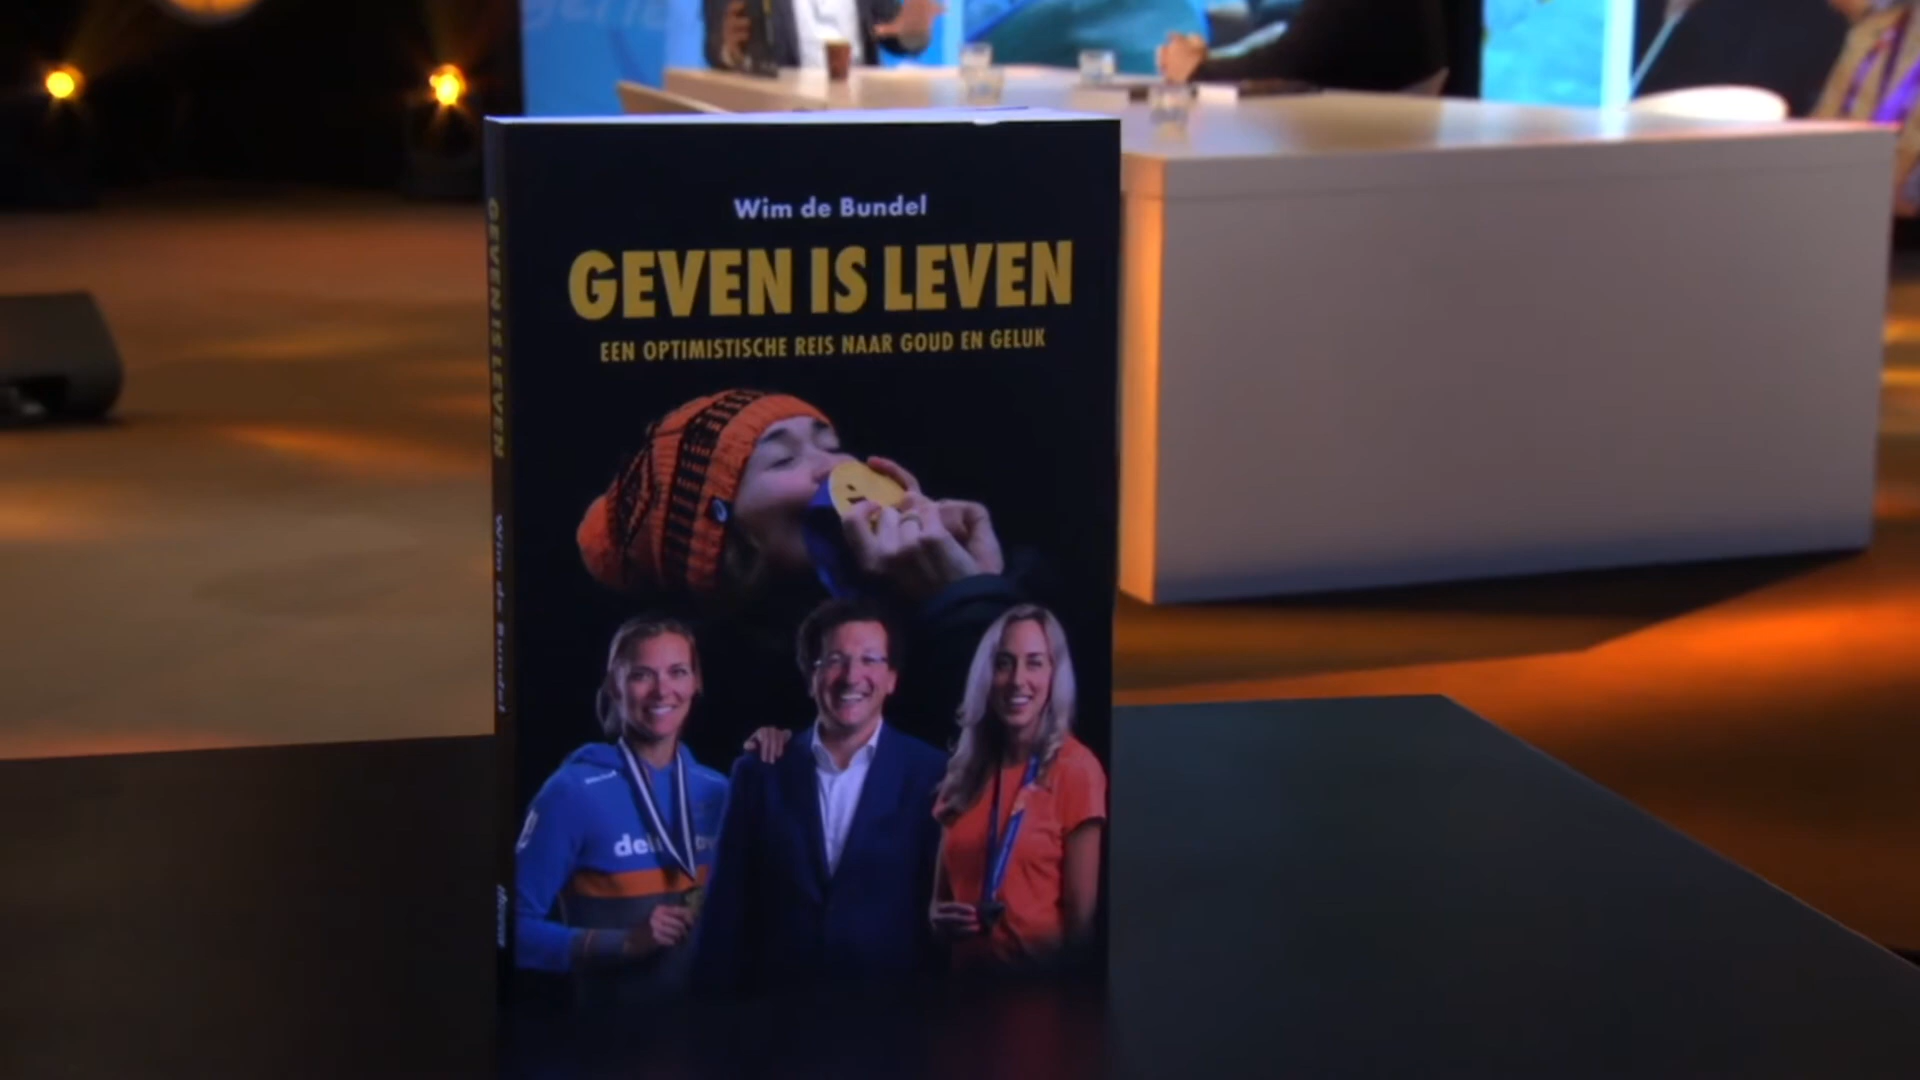 Wim de Bundel
GEVEN IS LEVEN
EEN OPTIMISTISCHE REIS NAAR GOUD EN GELUK
GEVEN IS LEVEN Wim de Bundel